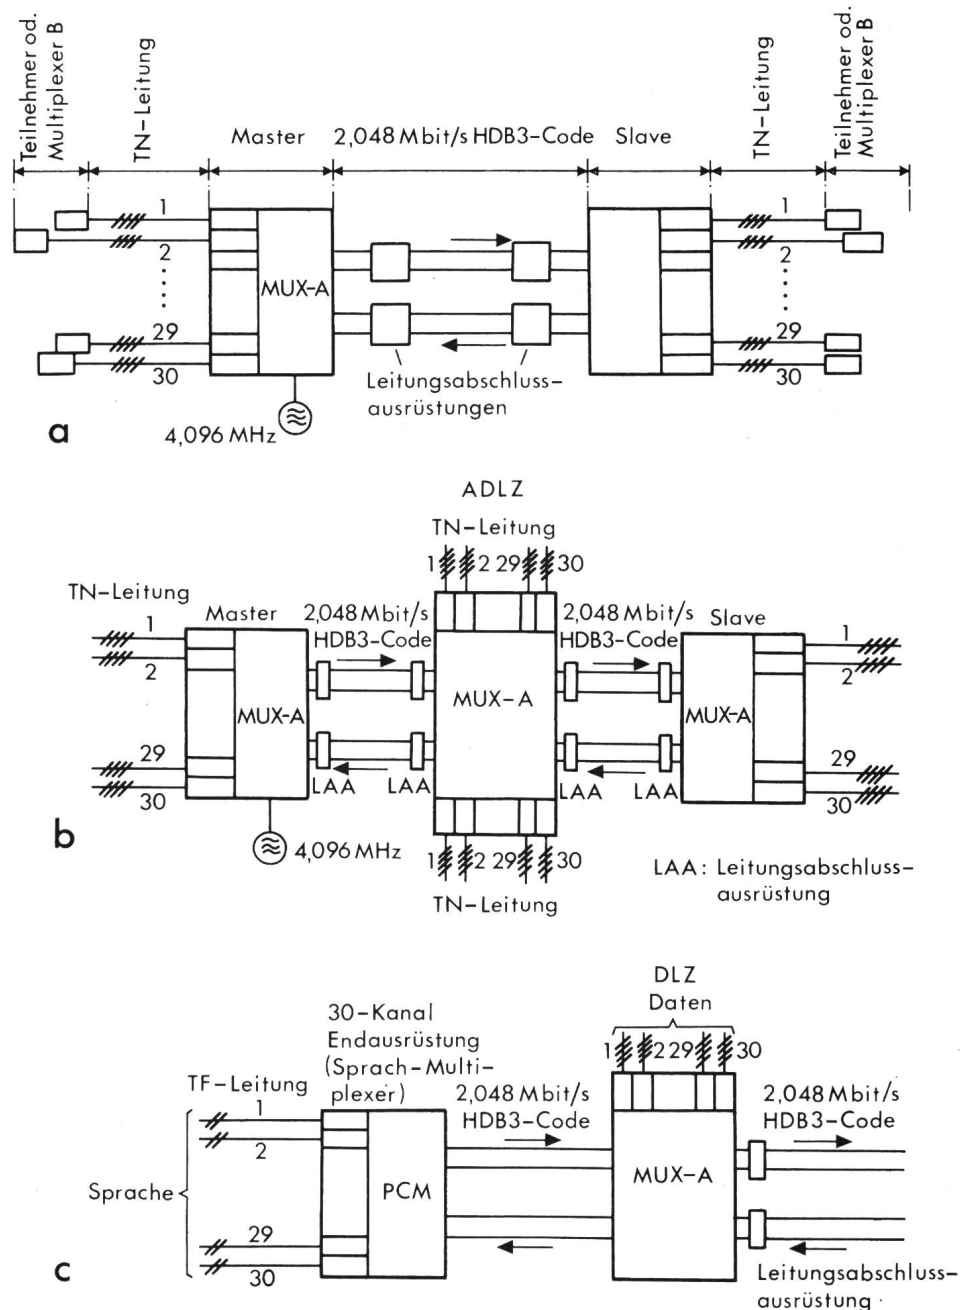 Teilnehmer od.
Multiplexer B
TN-Leitung
Master
2,048 Mbit/s HDB3-Code
Slave
TN-Leitung
Teilnehmer od.
Multiplexer B
1
2
29
30
MUX-A
1
2
29
30
Leitungsabschluss-
ausrüstungen
4,096 MHz
a
ADLZ
TN-Leitung
1 2 29 30
TN-Leitung
1
2
29
30
Master
2,048 Mbit/s
HDB3-Code
2,048 Mbit/s
HDB3-Code
Slave
1
2
29
30
MUX-A
MUX-A
MUX-A
LAA
LAA
LAA
LAA
4,096 MHz
b
1 2 29 30
TN-Leitung
LAA: Leitungsabschluss-
ausrüstung
DLZ
Daten
1 2 29 30
30-Kanal
Endausrüstung
(Sprach-Multi-
plexer)
TF-Leitung
1
2
Sprache
29
30
2,048 Mbit/s
HDB3-Code
2,048 Mbit/s
HDB3-Code
PCM
MUX-A
c
Leitungsabschluss-
ausrüstung